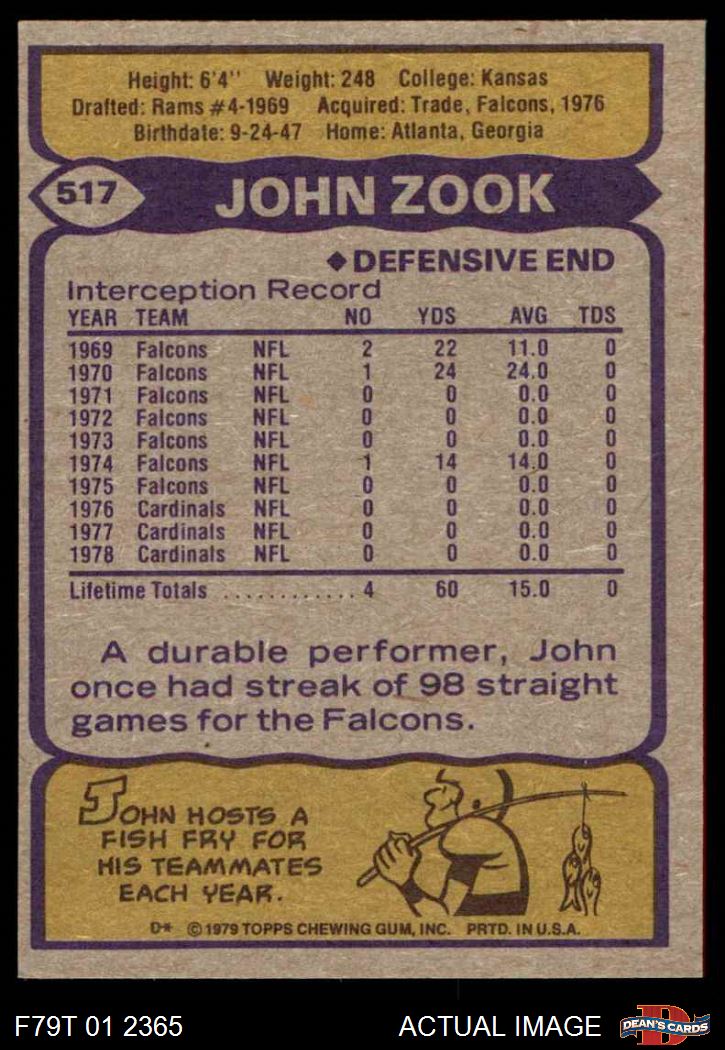 Height: 6'4'' Weight: 248 College: Kansas
Drafted: Rams #4-1969 Acquired: Trade, Falcons, 1976
Birthdate: 9-24-47 Home: Atlanta, Georgia
517 JOHN ZOOK
◆DEFENSIVE END
Interception Record
YEAR TEAM NO YDS AVG TDS
1969 Falcons NFL 2 22 11.0 0
1970 Falcons NFL 1 24 24.0 0
1971 Falcons NFL 0 0 0.0 0
1972 Falcons NFL 0 0 0.0 0
1973 Falcons NFL 0 0 0.0 0
1974 Falcons NFL 1 14 14.0 0
1975 Falcons NFL 0 0 0.0 0
1976 Cardinals NFL 0 0 0.0 0
1977 Cardinals NFL 0 0 0.0 0
1978 Cardinals NFL 0 0 0.0 0
Lifetime Totals ............ 4 60 15.0 0
A durable performer, John
once had streak of 98 straight
games for the Falcons.
JOHN HOSTS A
FISH FRY FOR
HIS TEAMMATES
EACH YEAR.
D* © 1979 TOPPS CHEWING GUM, INC. PRTD. IN U.S.A.
F79T 01 2365 ACTUAL IMAGE D DEAN'S CARDS